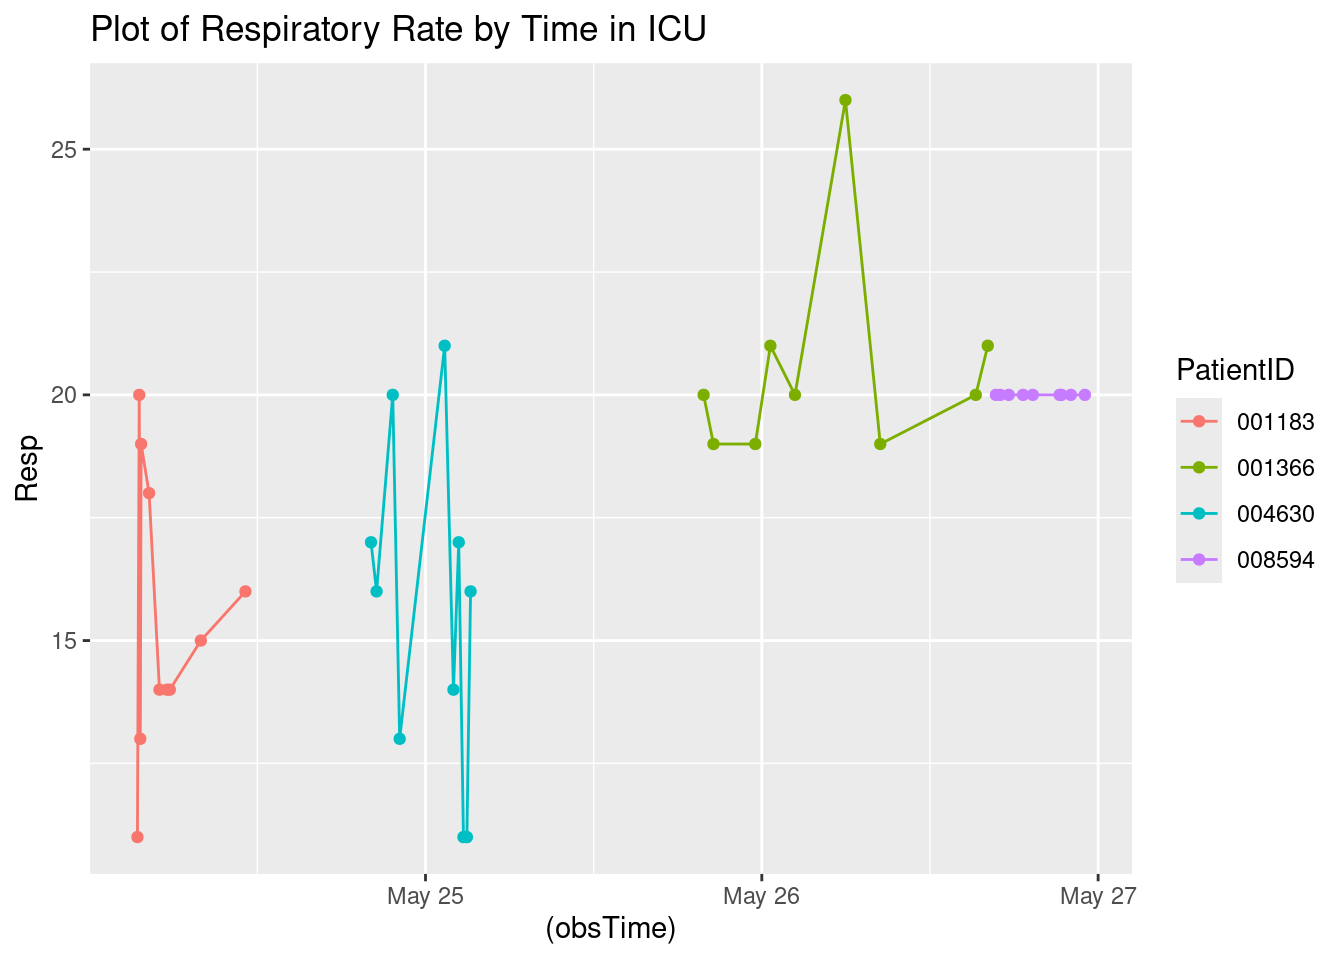 Plot of Respiratory Rate by Time in ICU
25
20
15
Resp
May 25
May 26
May 27
(obsTime)
PatientID
001183
001366
004630
008594